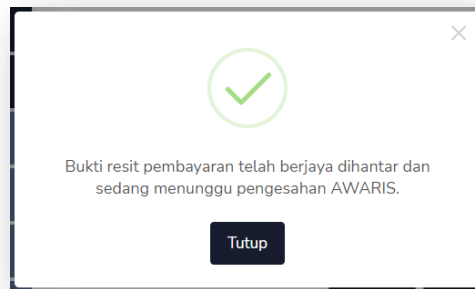 Bukti resit pembayaran telah berjaya dihantar dan
sedang menunggu pengesahan AWARIS.
Tutup